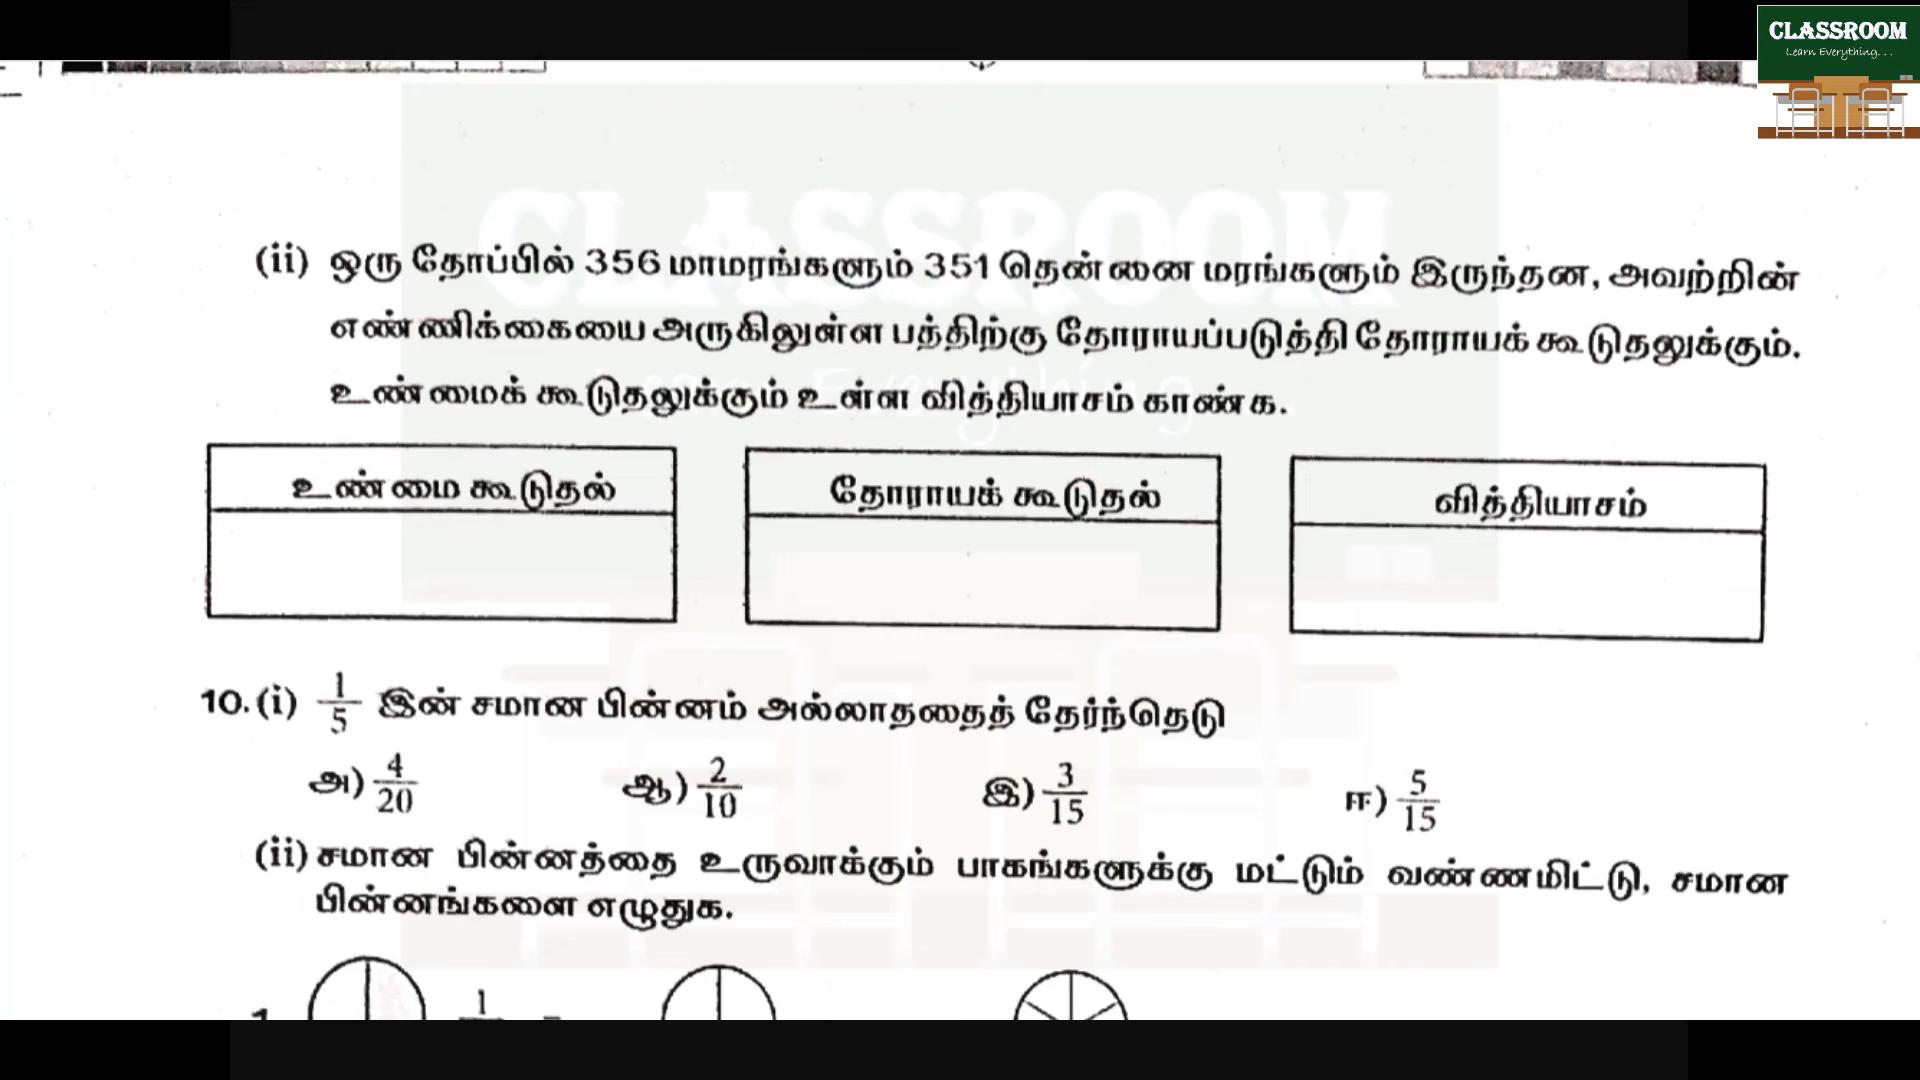 CLASSROOM
Learn Everything. . .
(ii) ஒரு தோப்பில் 356 மாமரங்களும் 351 தென்னை மரங்களும் இருந்தன, அவற்றின்
எண்ணிக்கையை அருகிலுள்ள பத்திற்கு தோராயப்படுத்தி தோராயக் கூடுதலுக்கும்.
உண்மைக் கூடுதலுக்கும் உள்ள வித்தியாசம் காண்க.
உண்மை கூடுதல்
தோராயக் கூடுதல்
வித்தியாசம்
10. (i) 1/5 இன் சமான பின்னம் அல்லாததைத் தேர்ந்தெடு
அ) 4/20 ஆ) 2/10 இ) 3/15 ஈ) 5/15
(ii) சமான பின்னத்தை உருவாக்கும் பாகங்களுக்கு மட்டும் வண்ணமிட்டு, சமான
பின்னங்களை எழுதுக.
1